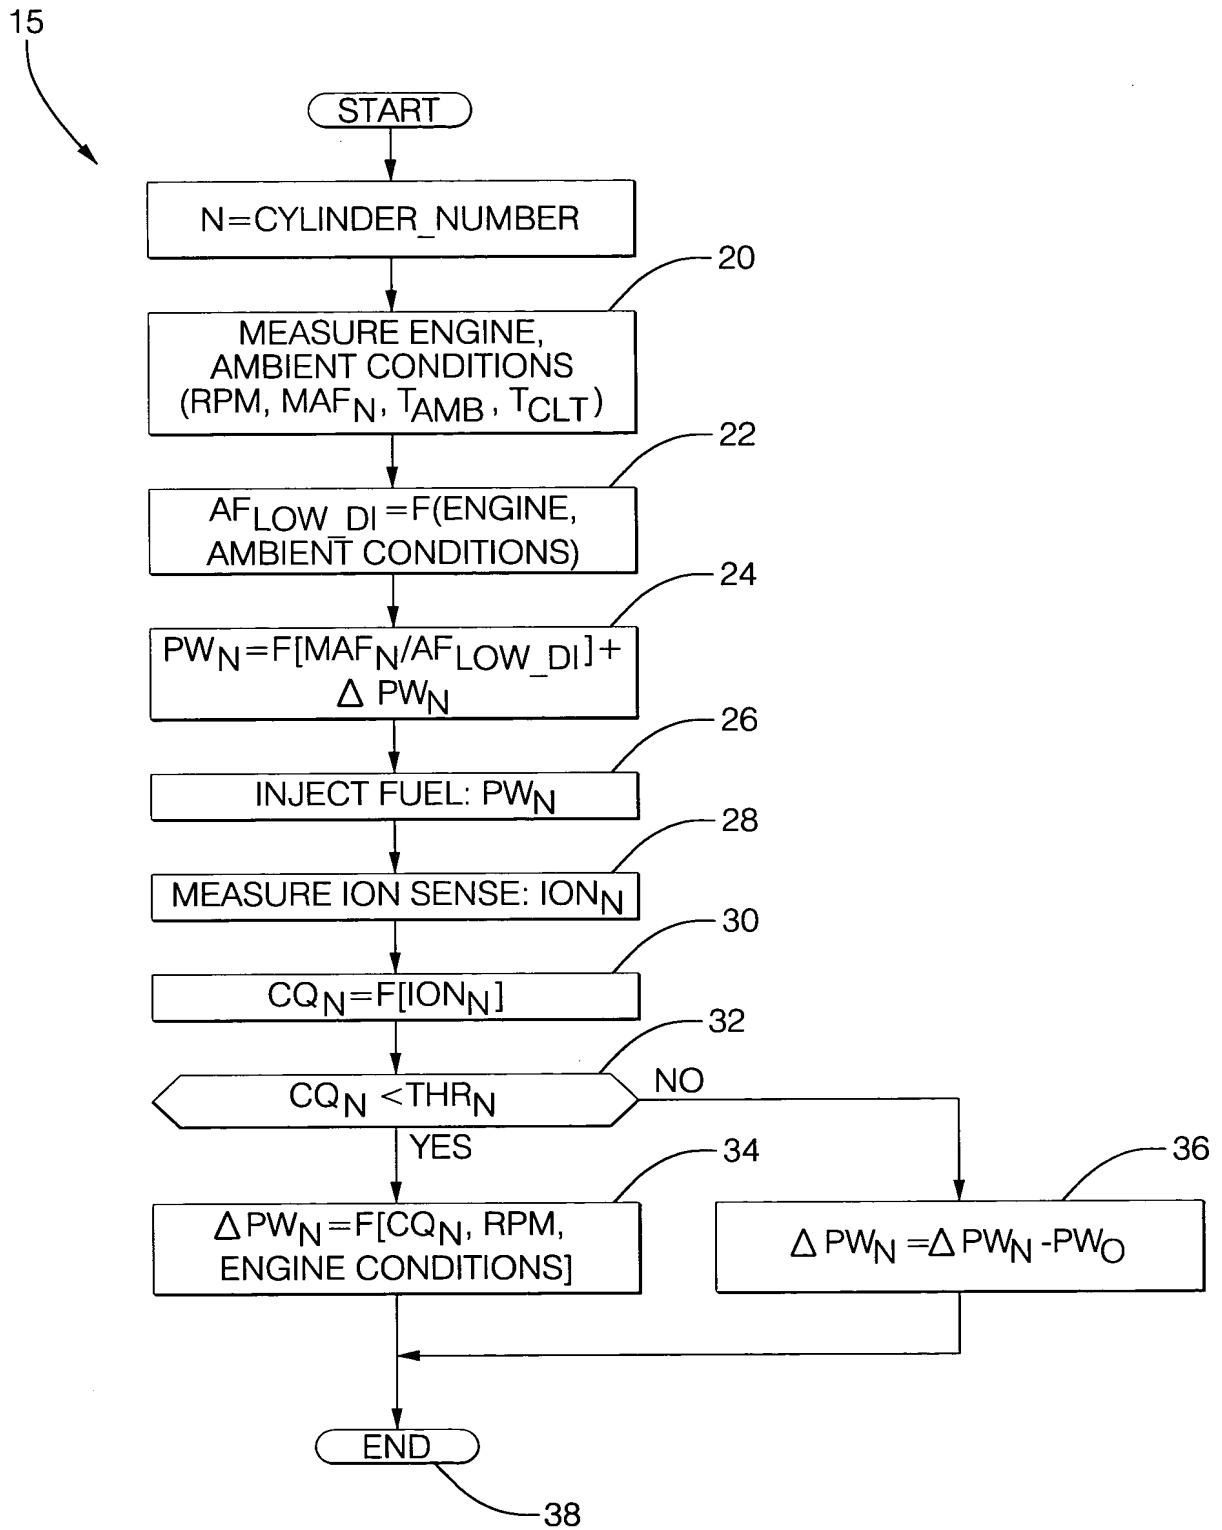 15
START
N=CYLINDER_NUMBER
20
MEASURE ENGINE,
AMBIENT CONDITIONS
(RPM, MAFN, TAMB, TCLT)
22
AFLOW_DI=F(ENGINE,
AMBIENT CONDITIONS)
24
PWN=F[MAFN/AFLOW_DI]+
Δ PWN
26
INJECT FUEL: PWN
28
MEASURE ION SENSE: IONN
30
CQN=F[IONN]
32
CQN <THRN
NO
YES
34
ΔPWN=F[CQN, RPM,
ENGINE CONDITIONS]
36
Δ PWN=Δ PWN-PWO
END
38